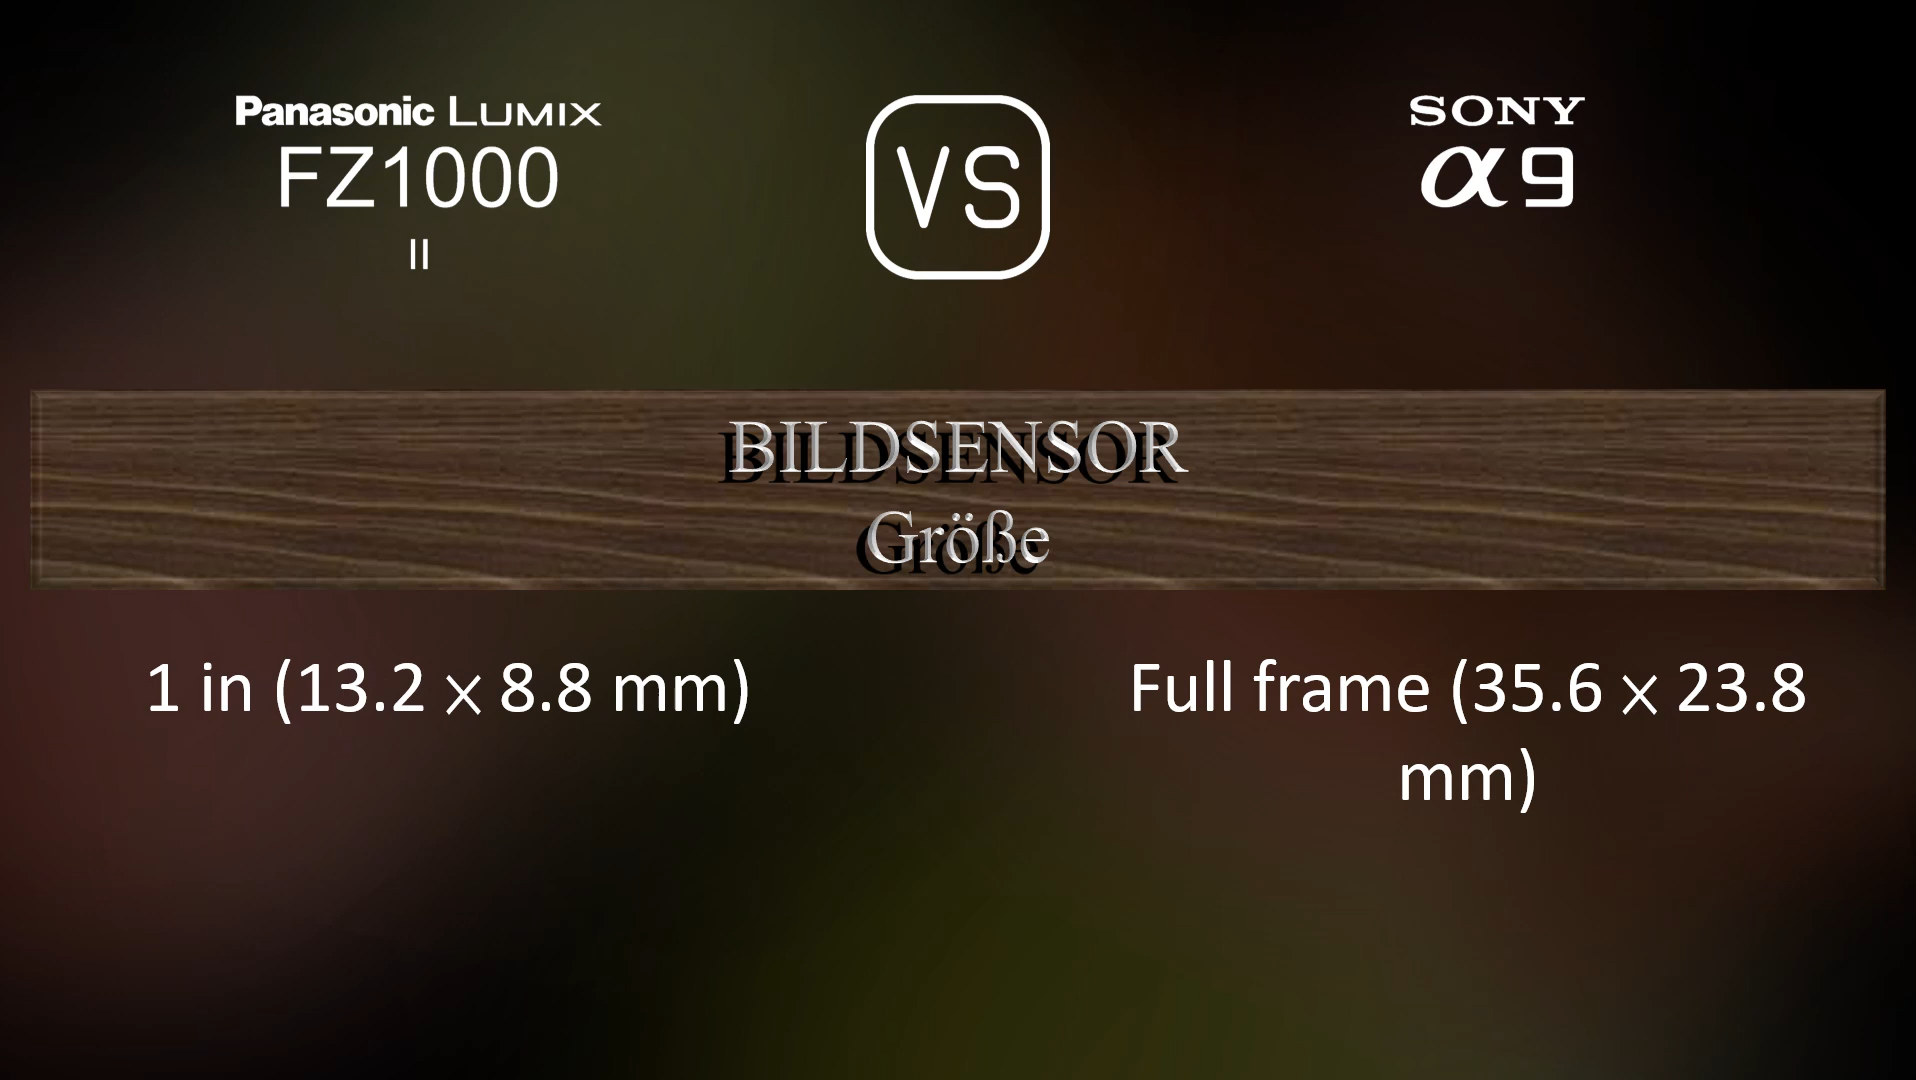 Panasonic LUMIX
FZ1000
II
VS
SONY
α9
BILDSENSOR
Größe
1 in (13.2 x 8.8 mm)
Full frame (35.6 x 23.8
mm)